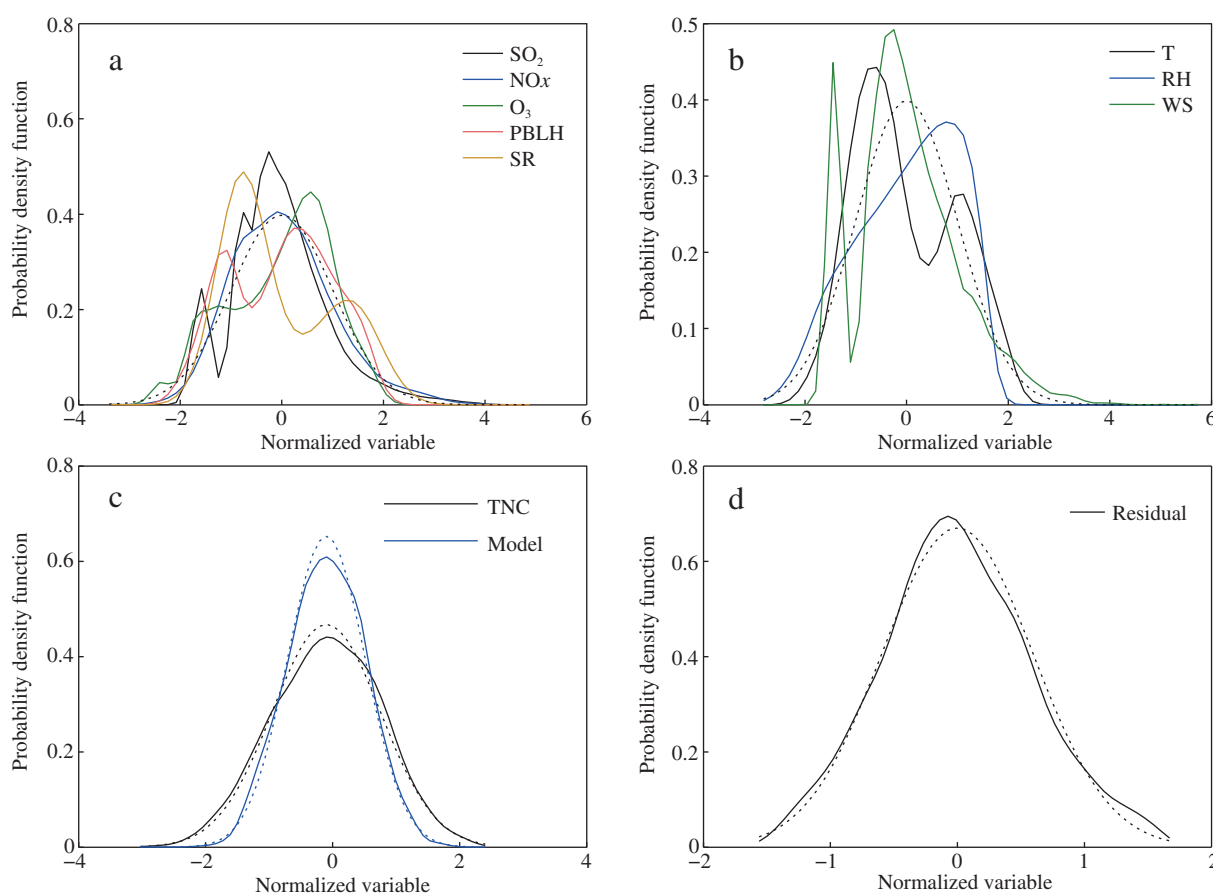 a
Probability density function
0.8
0.6
0.4
0.2
0
−4
−2
0
2
4
6
Normalized variable
SO2
NOx
O3
PBLH
SR
b
Probability density function
0.5
0.4
0.3
0.2
0.1
0
−4
−2
0
2
4
6
Normalized variable
T
RH
WS
c
Probability density function
0.8
0.6
0.4
0.2
0
−4
−2
0
2
4
Normalized variable
TNC
Model
d
Probability density function
0.8
0.6
0.4
0.2
0
−2
−1
0
1
2
Normalized variable
Residual